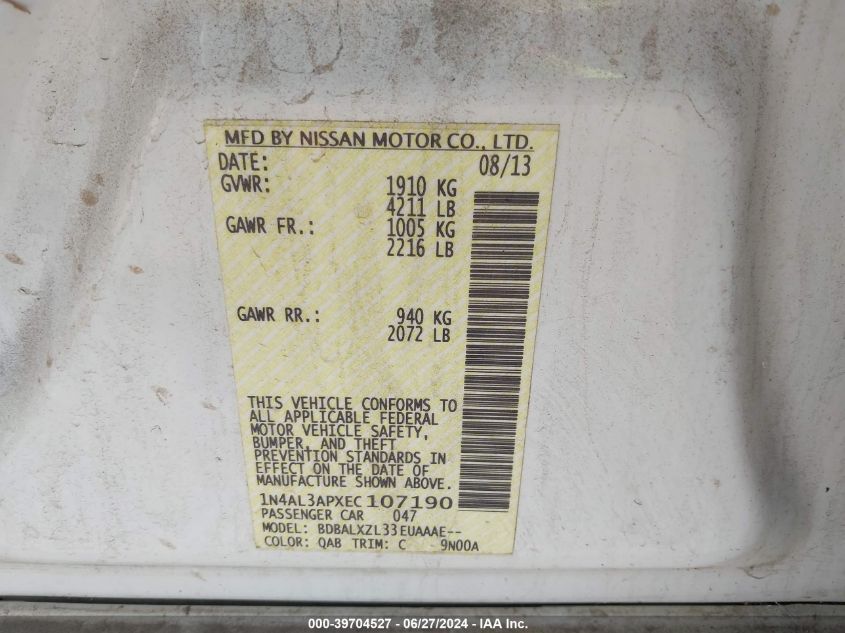 MFD BY NISSAN MOTOR CO., LTD.
DATE: 08/13
GVWR: 1910 KG
4211 LB
GAWR FR.: 1005 KG
2216 LB
GAWR RR.: 940 KG
2072 LB
THIS VEHICLE CONFORMS TO
ALL APPLICABLE FEDERAL
MOTOR VEHICLE SAFETY,
BUMPER, AND THEFT
PREVENTION STANDARDS IN
EFFECT ON THE DATE OF
MANUFACTURE SHOWN ABOVE.
1N4AL3APXEC107190
PASSENGER CAR 047
MODEL: BDBALXZL33EUAAAE--
COLOR: QAB TRIM: C 9N00A
000-39704527 - 06/27/2024 - IAA Inc.